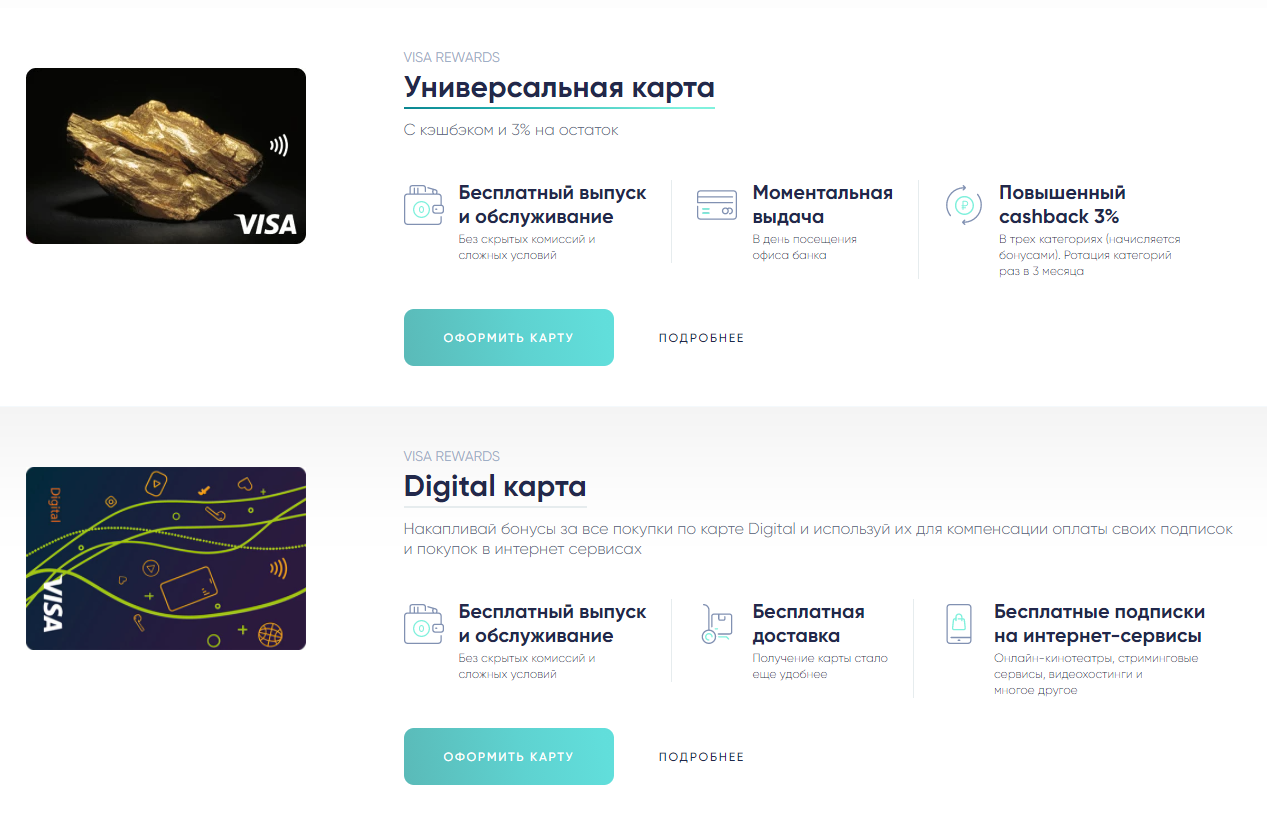 VISA REWARDS
Универсальная карта
С кэшбэком и 3% на остаток
VISA
Бесплатный выпуск
и обслуживание
Без скрытых комиссий и
сложных условий
Моментальная
выдача
В день посещения
офиса банка
Повышенный
cashback 3%
В трех категориях (начисляется
бонусами). Ротация категорий
раз в 3 месяца
ОФОРМИТЬ КАРТУ
ПОДРОБНЕЕ
VISA REWARDS
Digital карта
Накапливай бонусы за все покупки по карте Digital и используй их для компенсации оплаты своих подписок
и покупок в интернет сервисах
Digital
VISA
Бесплатный выпуск
и обслуживание
Без скрытых комиссий и
сложных условий
Бесплатная
доставка
Получение карты стало
еще удобнее
Бесплатные подписки
на интернет-сервисы
Онлайн-кинотеатры, стриминговые
сервисы, видеохостинги и
многое другое
ОФОРМИТЬ КАРТУ
ПОДРОБНЕЕ